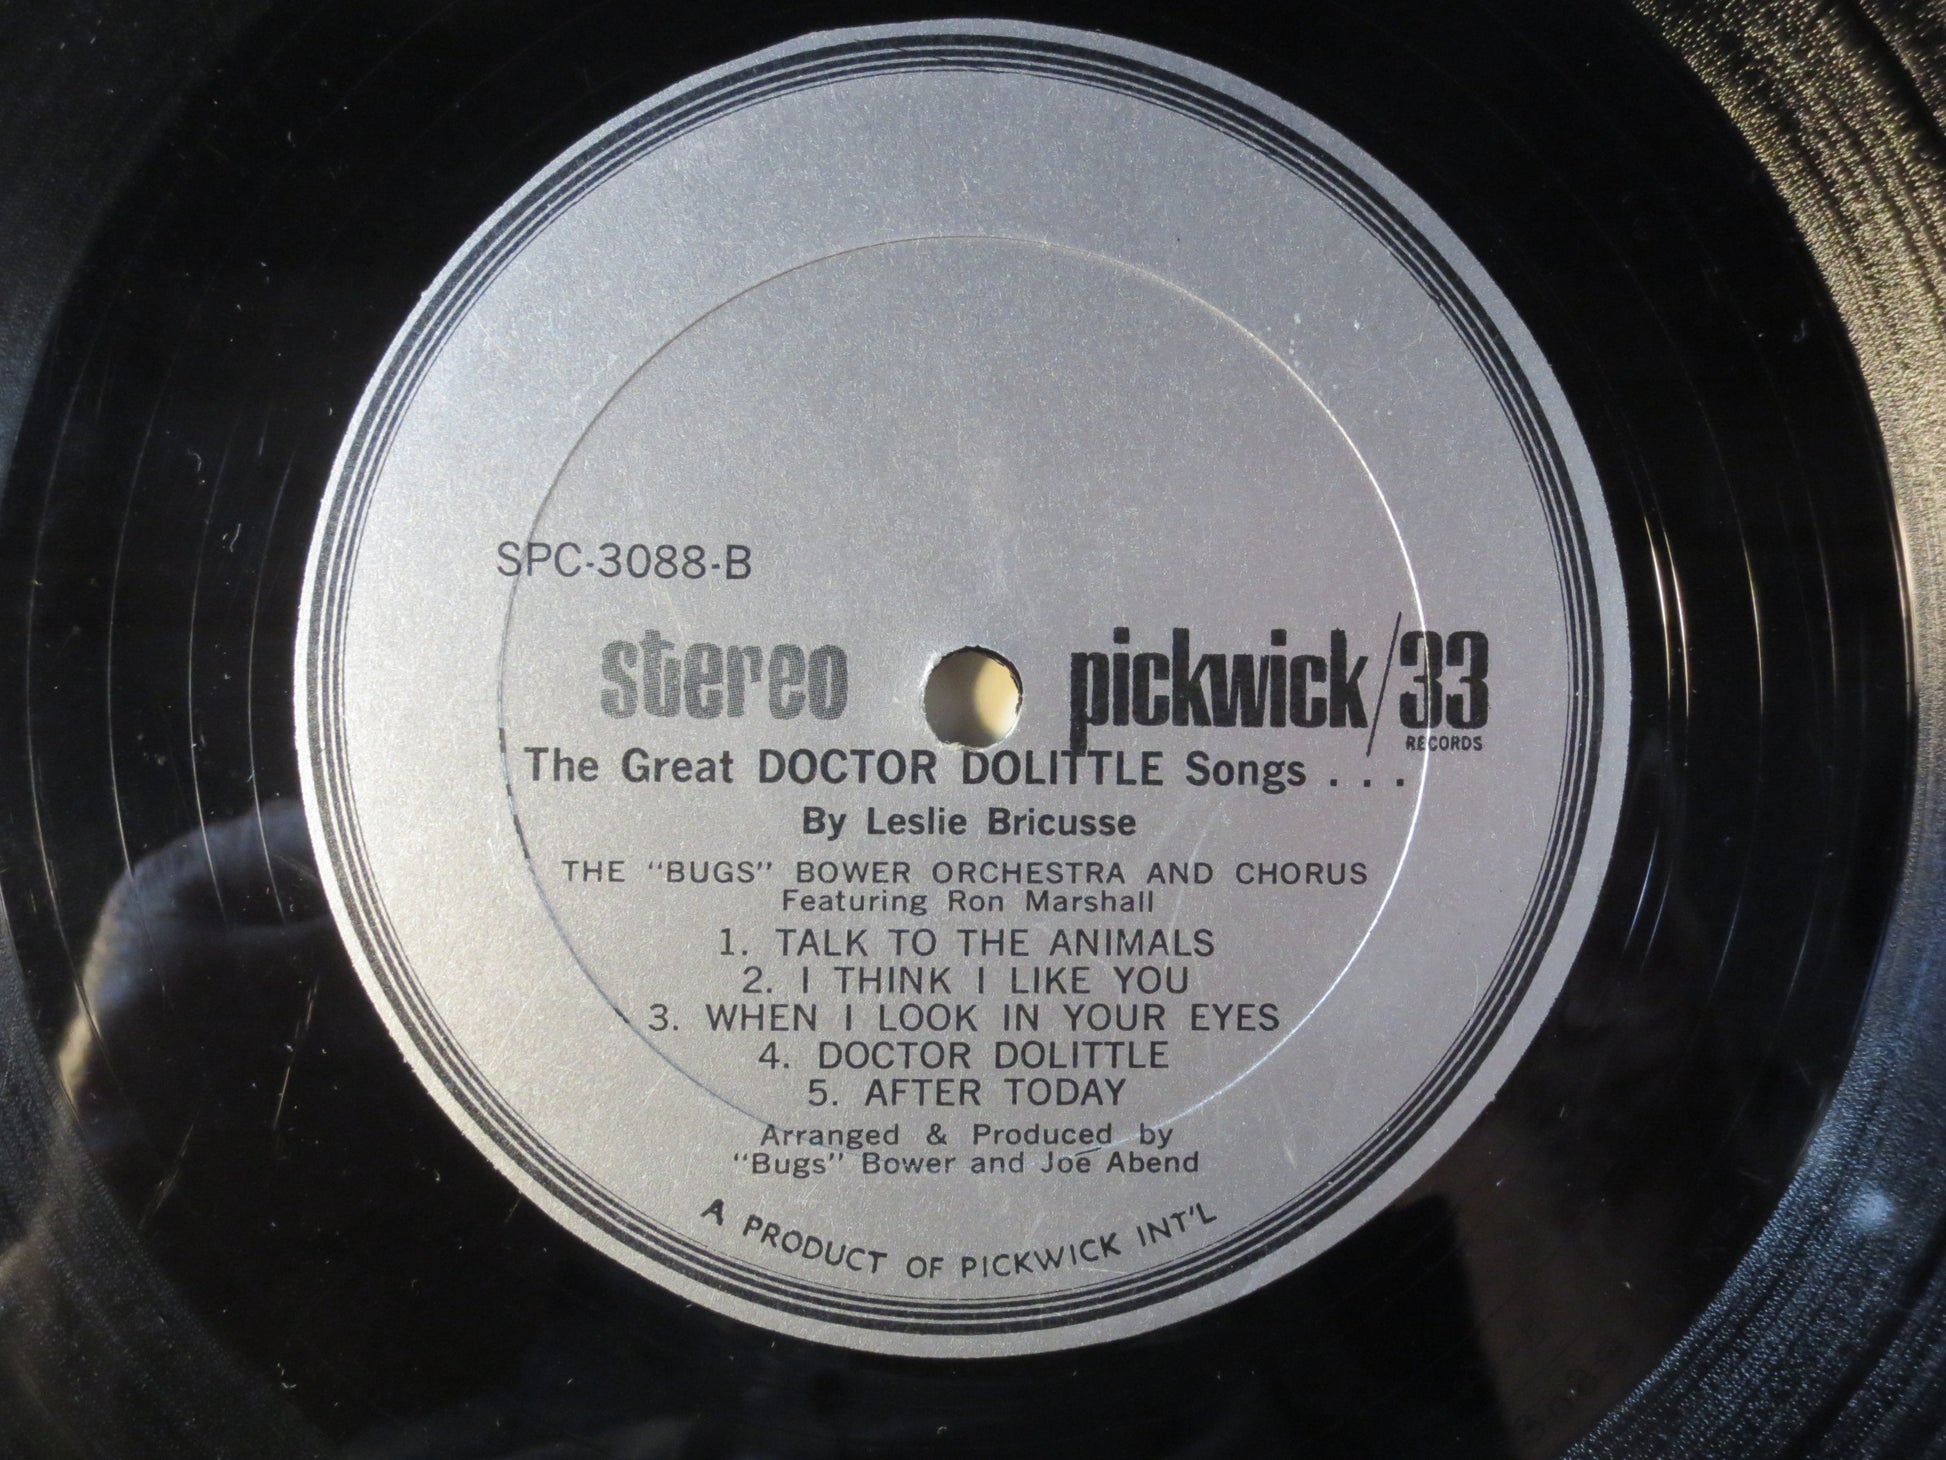 SPC-3088-B
stereo pickwick/33
RECORDS
The Great DOCTOR DOLITTLE Songs . . .
By Leslie Bricusse
THE "BUGS" BOWER ORCHESTRA AND CHORUS
Featuring Ron Marshall
1. TALK TO THE ANIMALS
2. I THINK I LIKE YOU
3. WHEN I LOOK IN YOUR EYES
4. DOCTOR DOLITTLE
5. AFTER TODAY
Arranged & Produced by
"Bugs" Bower and Joe Abend
A PRODUCT OF PICKWICK INT'L